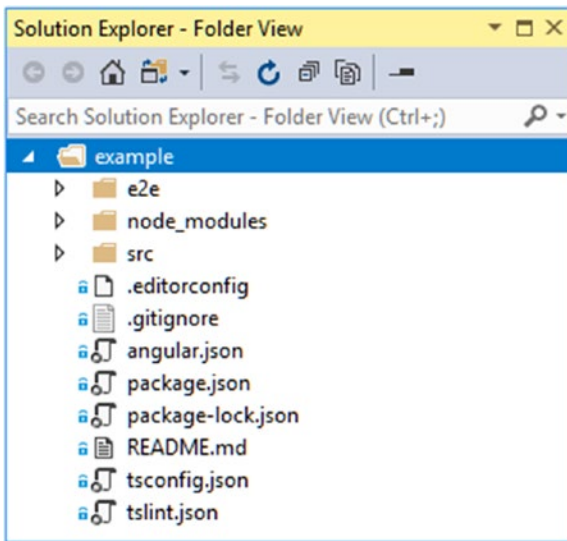 Solution Explorer - Folder View
Search Solution Explorer - Folder View (Ctrl+;)
example
e2e
node_modules
src
.editorconfig
.gitignore
angular.json
package.json
package-lock.json
README.md
tsconfig.json
tslint.json